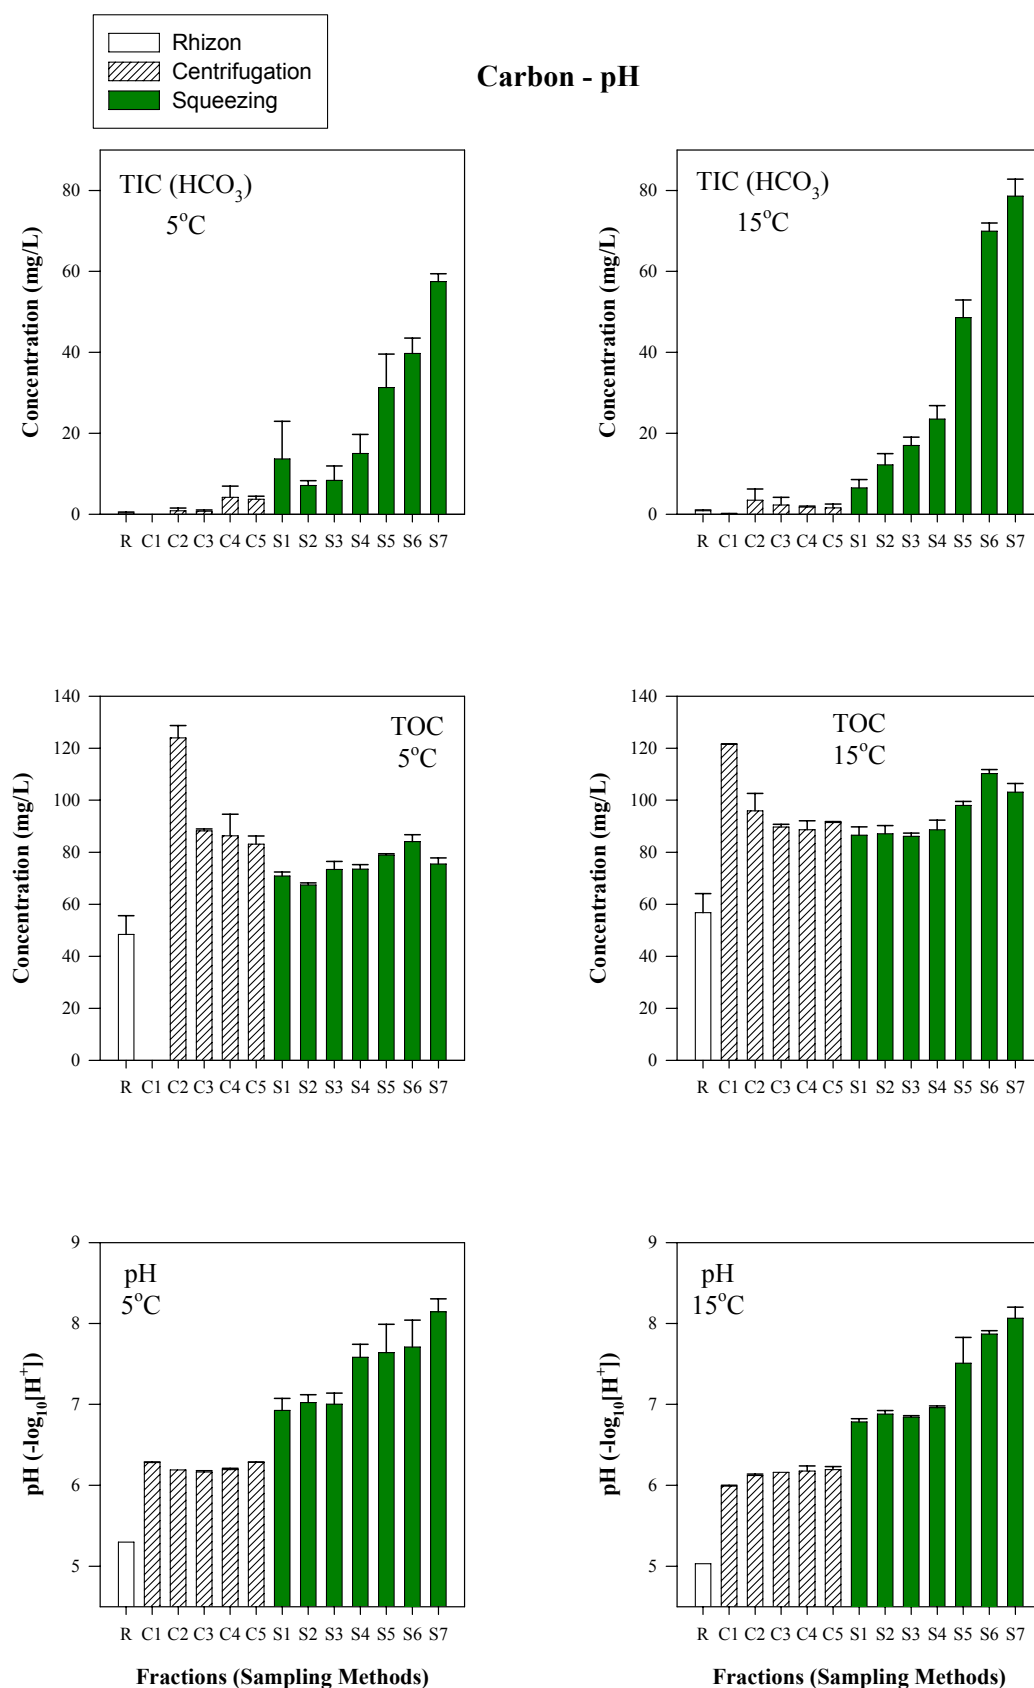 Rhizon
Centrifugation
Squeezing
Carbon - pH
TIC (HCO3)
5oC
Concentration (mg/L)
80
60
40
20
0
R C1 C2 C3 C4 C5 S1 S2 S3 S4 S5 S6 S7
TIC (HCO3)
15oC
Concentration (mg/L)
80
60
40
20
0
R C1 C2 C3 C4 C5 S1 S2 S3 S4 S5 S6 S7
TOC
5oC
Concentration (mg/L)
140
120
100
80
60
40
20
0
R C1 C2 C3 C4 C5 S1 S2 S3 S4 S5 S6 S7
TOC
15oC
Concentration (mg/L)
140
120
100
80
60
40
20
0
R C1 C2 C3 C4 C5 S1 S2 S3 S4 S5 S6 S7
pH
5oC
pH (-log10[H+])
9
8
7
6
5
R C1 C2 C3 C4 C5 S1 S2 S3 S4 S5 S6 S7
Fractions (Sampling Methods)
pH
15oC
pH (-log10[H+])
9
8
7
6
5
R C1 C2 C3 C4 C5 S1 S2 S3 S4 S5 S6 S7
Fractions (Sampling Methods)